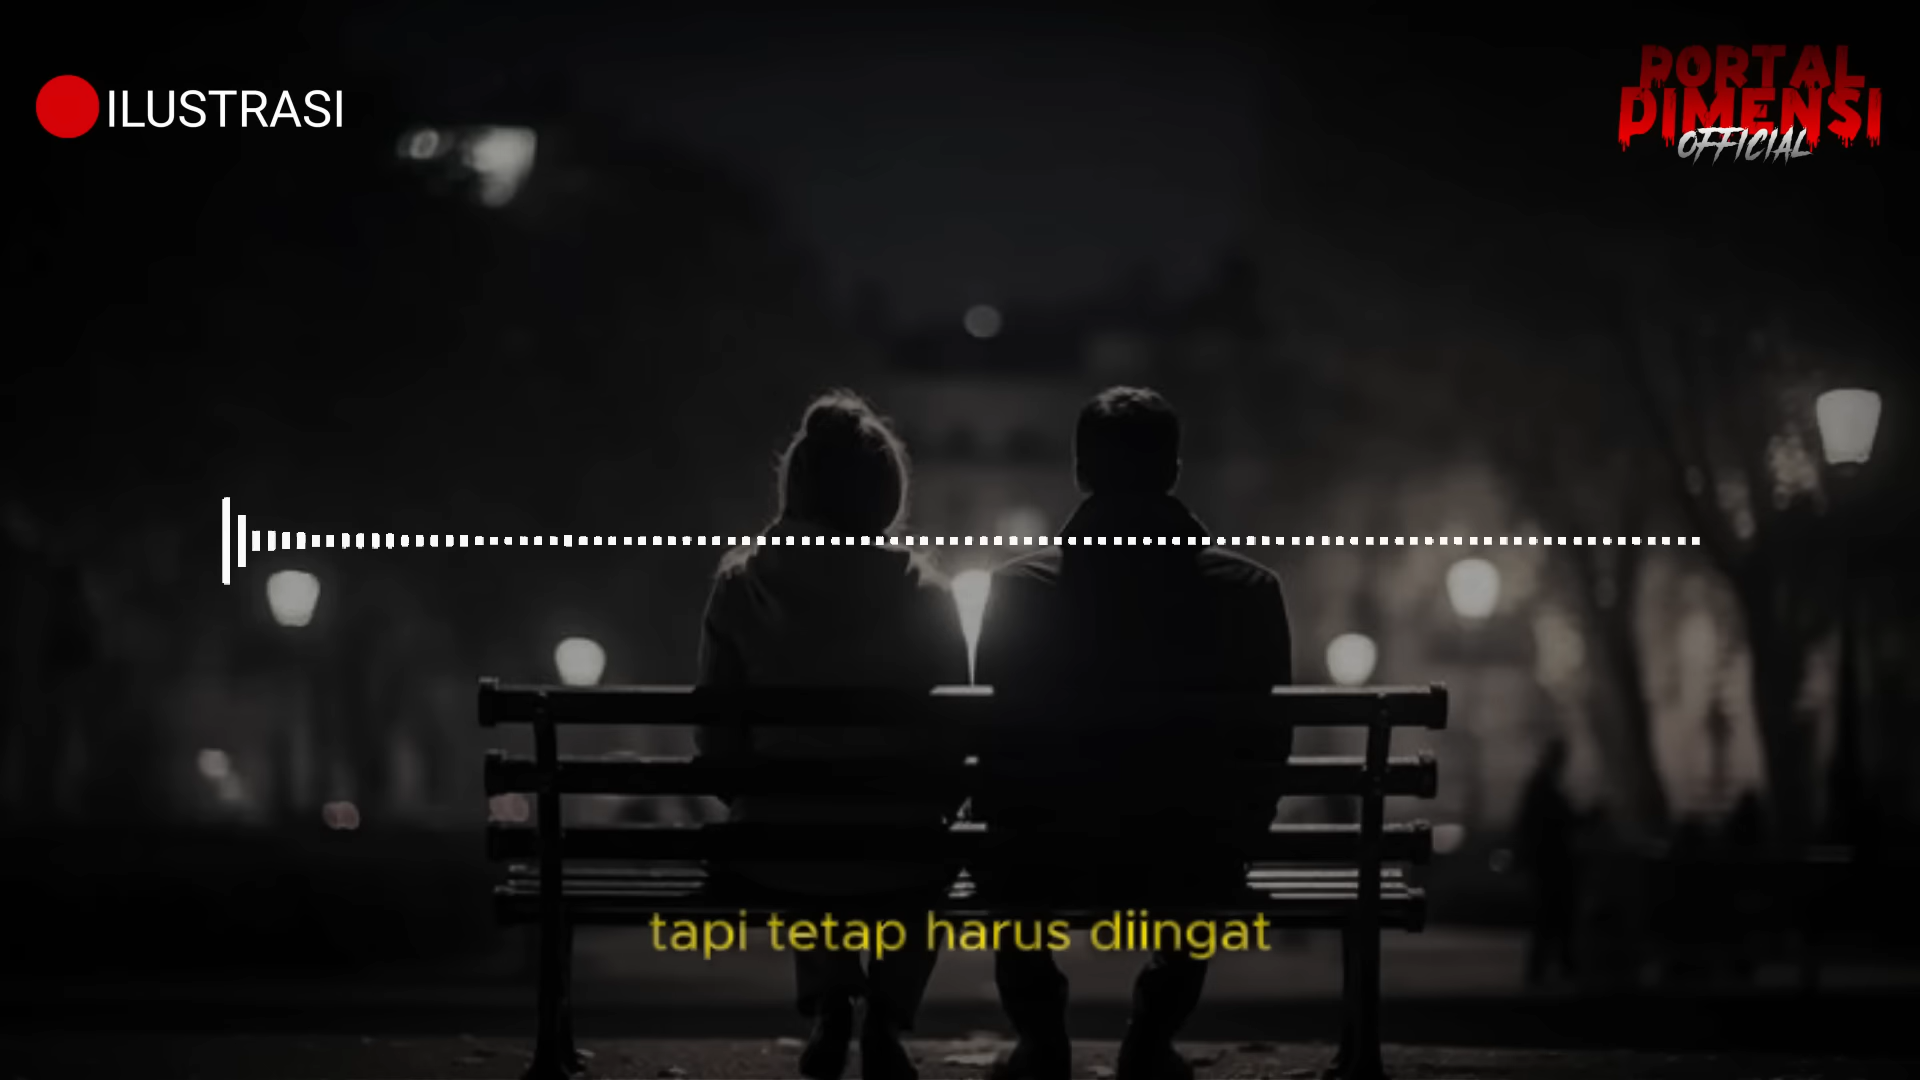 ILUSTRASI
PORTAL
DIMENSI
OFFICIAL
tapi tetap harus diingat